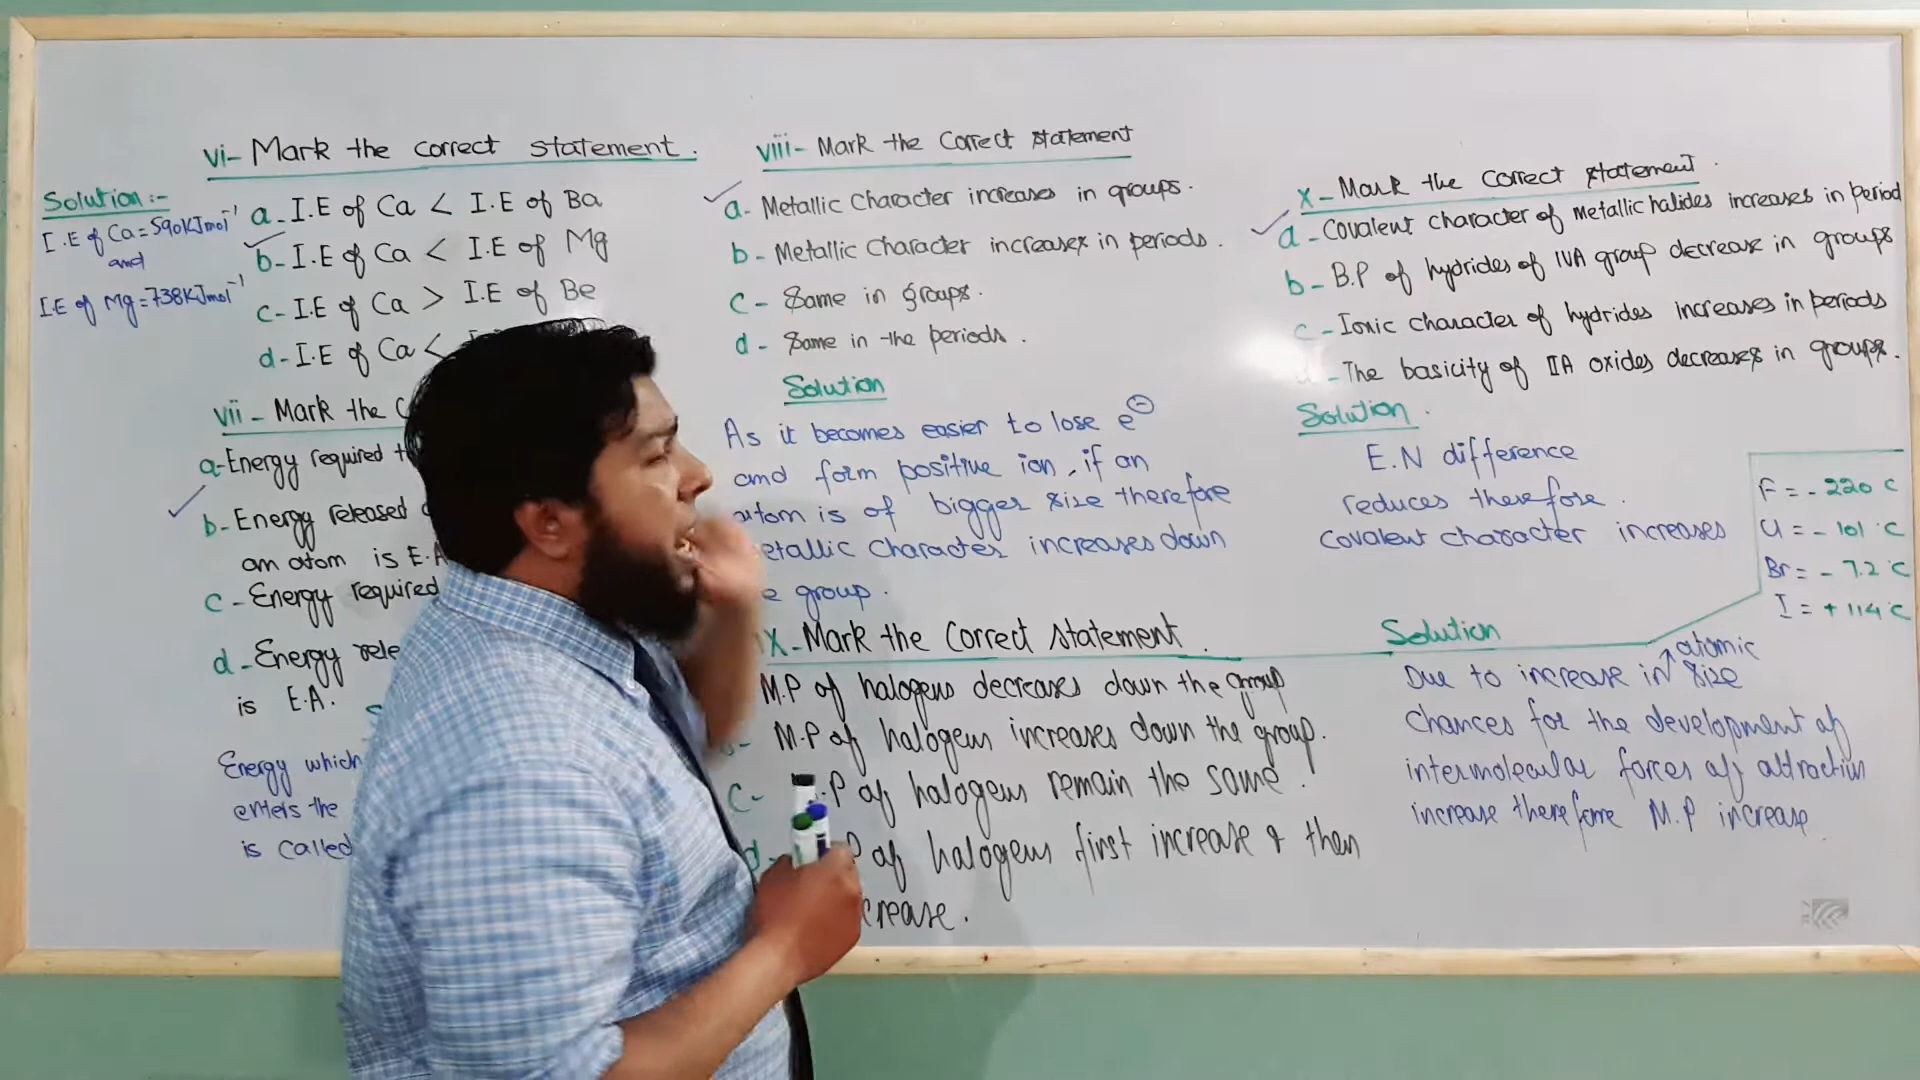 vi- Mark the correct statement.
Solution:-
I.E of Ca=590KJmol⁻¹
and
I.E of Mg=738KJmol⁻¹
a- I.E of Ca < I.E of Ba
b- I.E of Ca < I.E of Mg
c- I.E of Ca > I.E of Be
d- I.E of Ca <
vii - Mark the
a-Energy required
b- Energy released
an atom is E.A
c- Energy required
d- Energy rele
is E.A.
Energy which
enters the
is called
viii- Mark the Correct statement
a- Metallic Character increases in groups.
b- Metallic Character increases in periods.
c- Same in groups.
d- Same in the periods.
Solution
As it becomes easier to lose e⊖
and form positive ion, if an
atom is of bigger size therefore
etallic Character increases down
e group.
ix- Mark the Correct statement.
M.P of halogens decreases down the group
M.P of halogens increases down the group.
c- .P of halogens remain the same.
d- P of halogens first increase & then
crease.
x- Mark the Correct statement.
a- Covalent character of metallic halides increases in period
b- B.P of hydrides of IVA group decrease in groups
c- Ionic character of hydrides increases in periods
-The basicity of IIA oxides decreases in groups.
Solution.
E.N difference
reduces therefore.
Covalent character increases
F = - 220 C
Cl = - 101 °C
Br = - 7.2 °C
I = + 114 °C
Solution
atomic
Due to increase in size
Chances for the development of
intermolecular forces of attraction
increase therefore M.P increase.